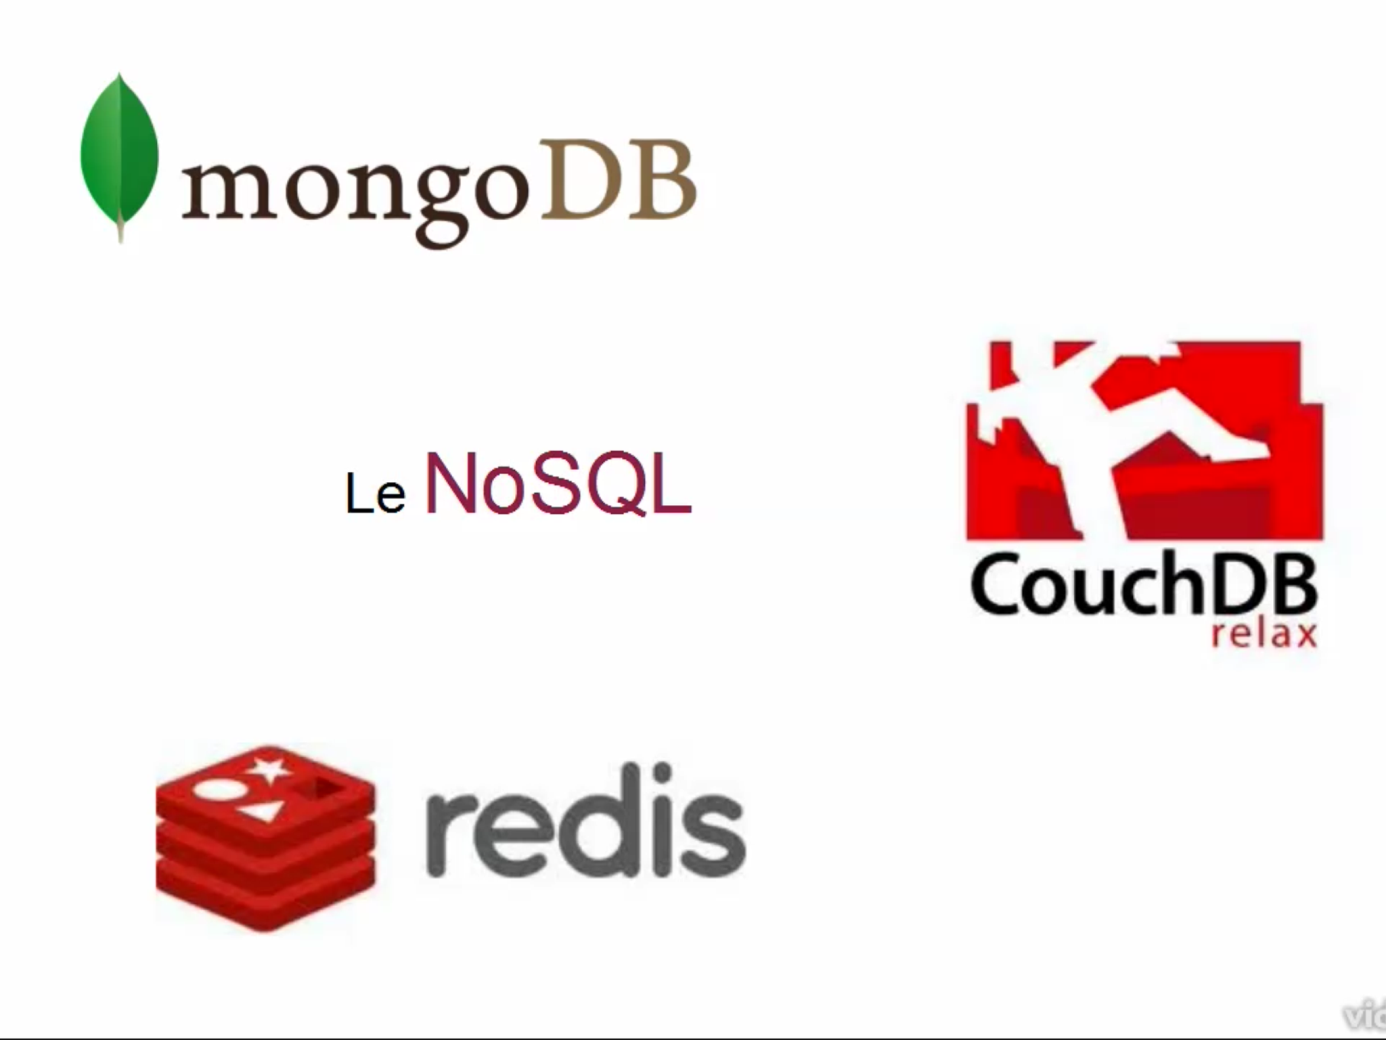 mongoDB
Le NoSQL
CouchDB
relax
redis